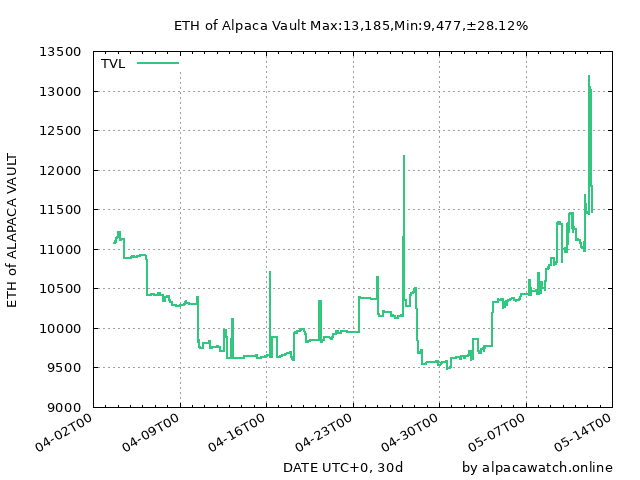 ETH of Alpaca Vault Max:13,185,Min:9,477,±28.12%
TVL
13500
13000
12500
12000
11500
11000
10500
10000
9500
9000
ETH of ALAPACA VAULT
04-02T00
04-09T00
04-16T00
04-23T00
04-30T00
05-07T00
05-14T00
DATE UTC+0, 30d
by alpacawatch.online